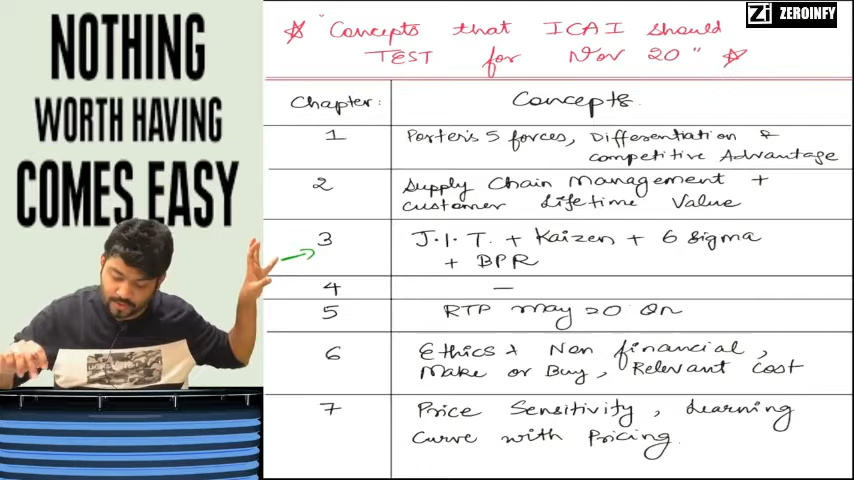 NOTHING
WORTH HAVING
COMES EASY
Zi ZEROINFY
"Concepts that ICAI should
TEST for Nov 20"
Chapter: Concepts.
1 Porter's 5 forces, Differentiation &
competitive Advantage
2 Supply Chain Management +
Customer Lifetime Value
3 J.I.T. + Kaizen + 6 sigma
+ BPR
4 —
5 RTP May 20 Qn
6 Ethics + Non financial,
Make or Buy, Relevant Cost
7 Price Sensitivity, Learning
Curve with Pricing.